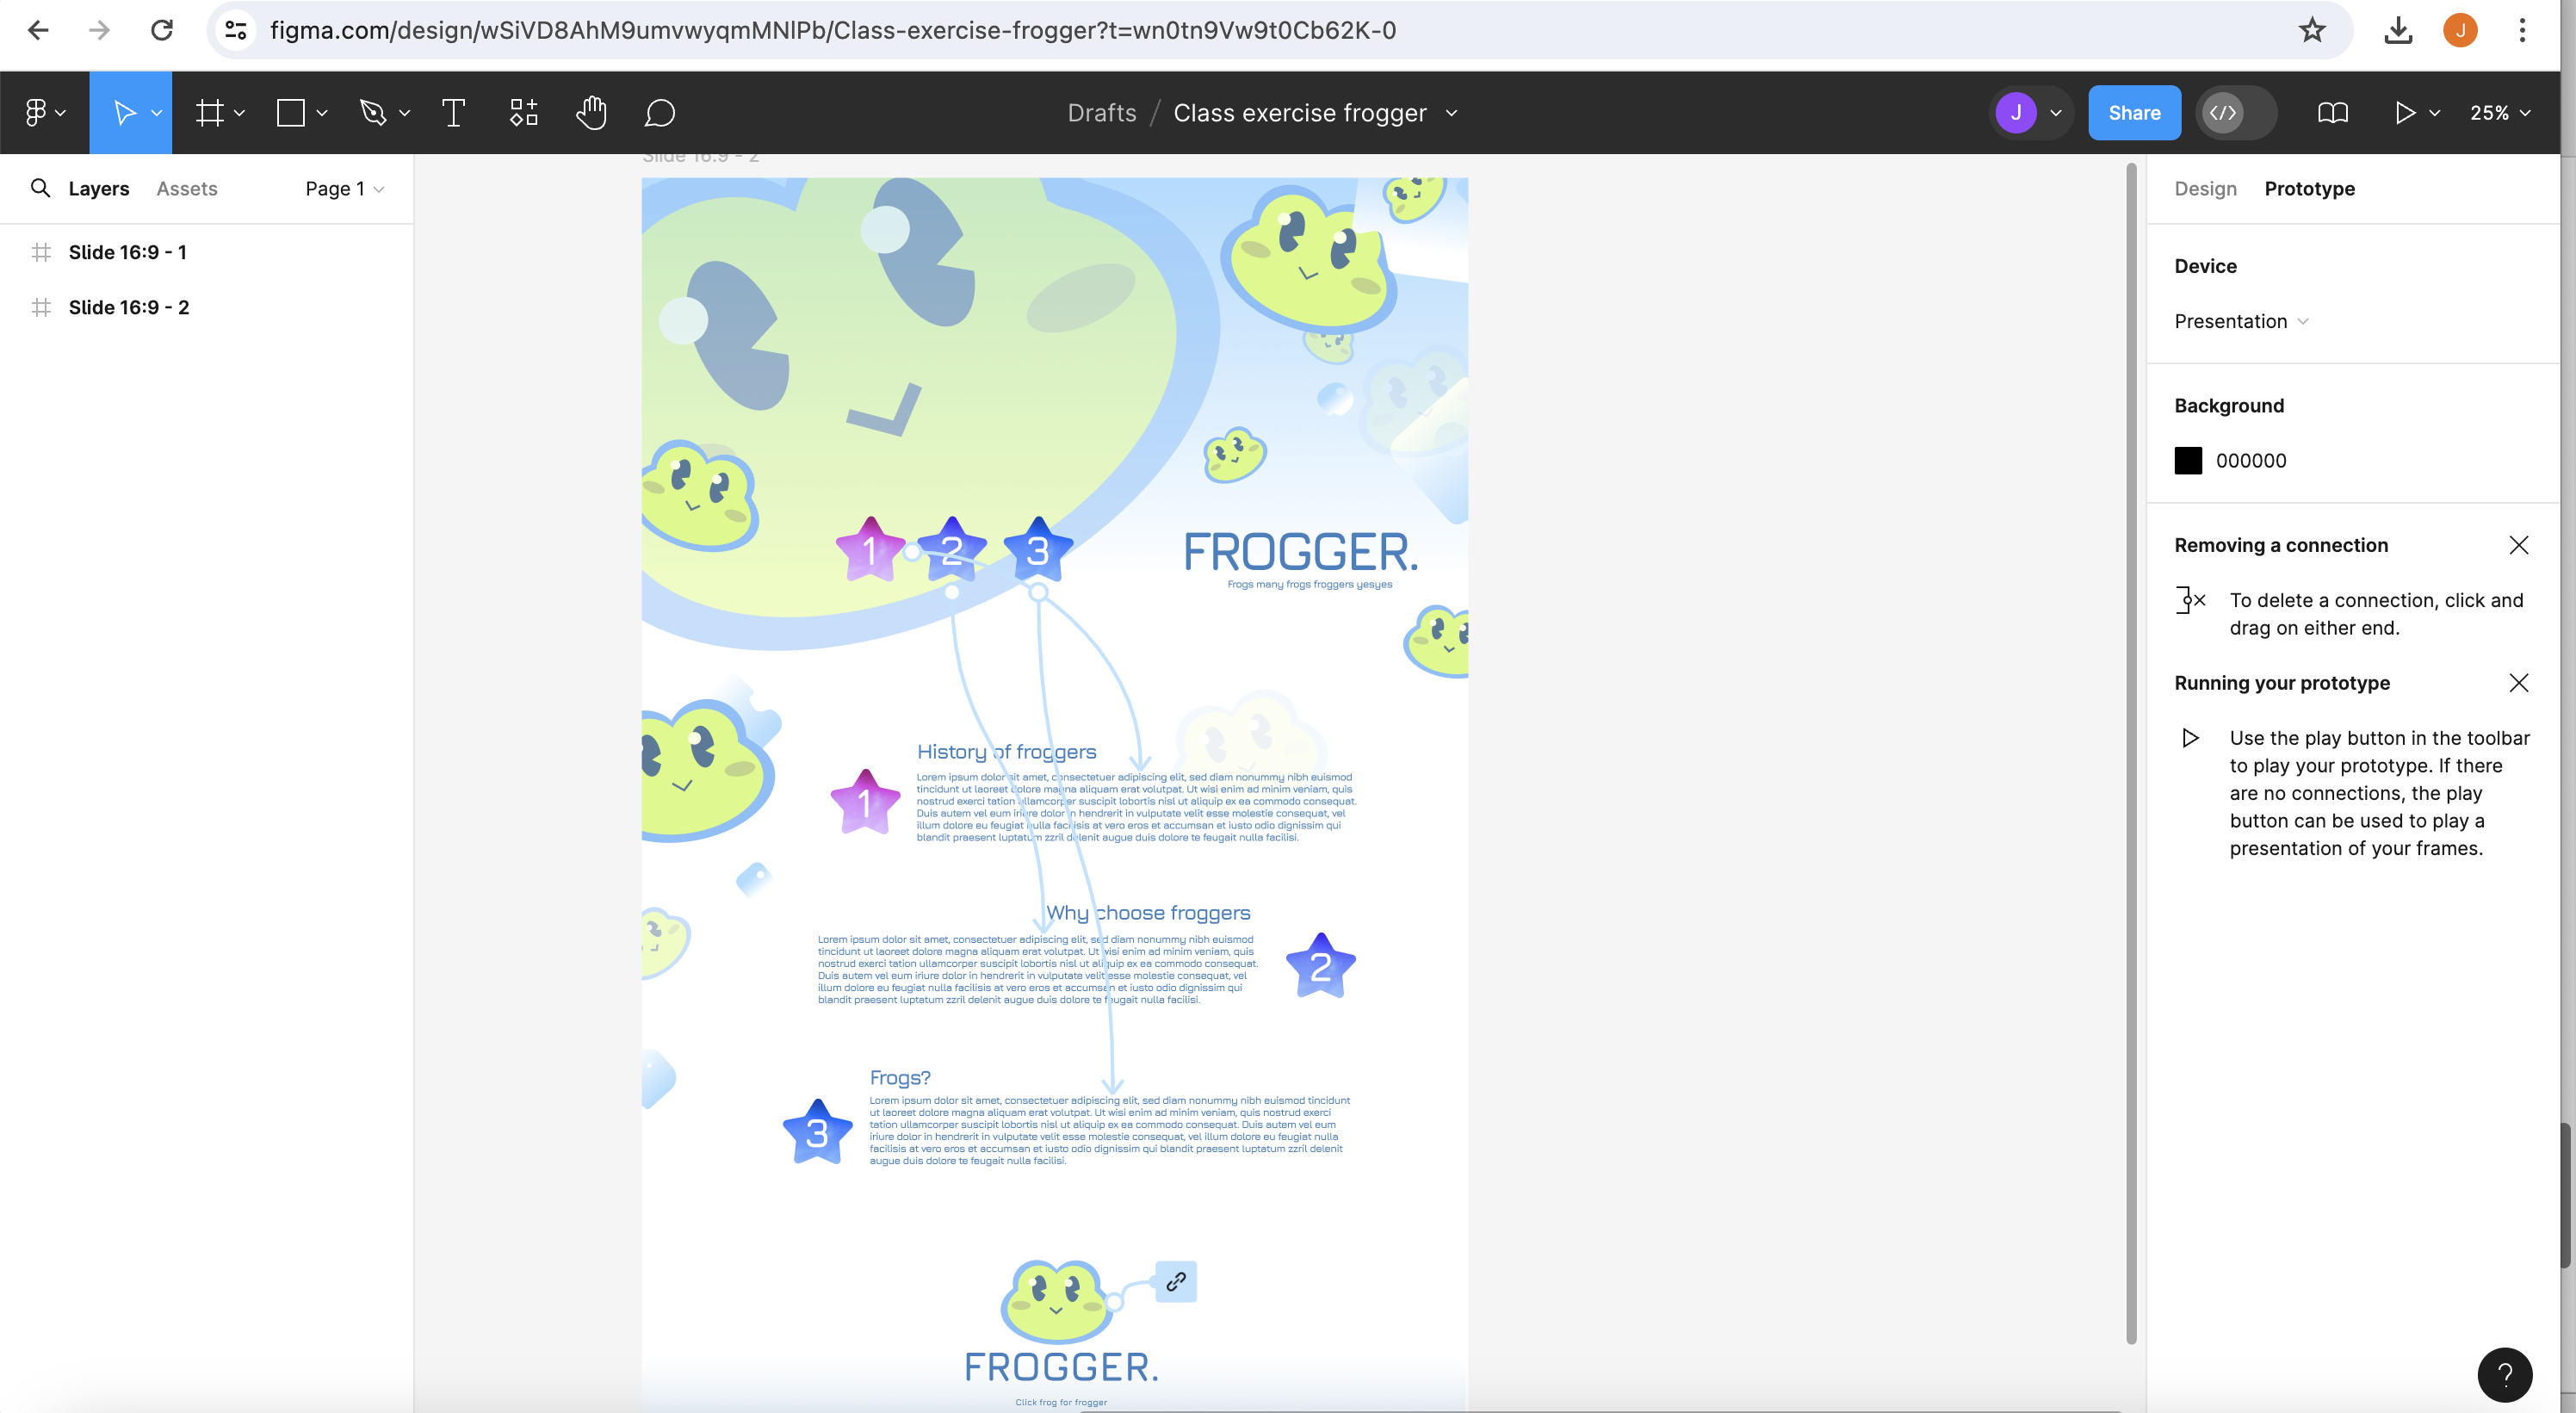 figma.com/design/wSiVD8AhM9umvwyqmMNlPb/Class-exercise-frogger?t=wn0tn9Vw9t0Cb62K-0
J
Drafts / Class exercise frogger
J
Share
25%
Layers
Assets
Page 1
Slide 16:9 - 1
Slide 16:9 - 2
Slide 16:9 - 2
1
2
3
FROGGER.
Frogs many frogs froggers yesyes
History of froggers
1
Lorem ipsum dolor sit amet, consectetuer adipiscing elit, sed diam nonummy nibh euismod
tincidunt ut laoreet dolore magna aliquam erat volutpat. Ut wisi enim ad minim veniam, quis
nostrud exerci tation ullamcorper suscipit lobortis nisl ut aliquip ex ea commodo consequat.
Duis autem vel eum iriure dolor in hendrerit in vulputate velit esse molestie consequat, vel
illum dolore eu feugiat nulla facilisis at vero eros et accumsan et iusto odio dignissim qui
blandit praesent luptatum zzril delenit augue duis dolore te feugait nulla facilisi.
Why choose froggers
Lorem ipsum dolor sit amet, consectetuer adipiscing elit, sed diam nonummy nibh euismod
tincidunt ut laoreet dolore magna aliquam erat volutpat. Ut wisi enim ad minim veniam, quis
nostrud exerci tation ullamcorper suscipit lobortis nisl ut aliquip ex ea commodo consequat.
Duis autem vel eum iriure dolor in hendrerit in vulputate velit esse molestie consequat, vel
illum dolore eu feugiat nulla facilisis at vero eros et accumsan et iusto odio dignissim qui
blandit praesent luptatum zzril delenit augue duis dolore te feugait nulla facilisi.
2
Frogs?
3
Lorem ipsum dolor sit amet, consectetuer adipiscing elit, sed diam nonummy nibh euismod tincidunt
ut laoreet dolore magna aliquam erat volutpat. Ut wisi enim ad minim veniam, quis nostrud exerci
tation ullamcorper suscipit lobortis nisl ut aliquip ex ea commodo consequat. Duis autem vel eum
iriure dolor in hendrerit in vulputate velit esse molestie consequat, vel illum dolore eu feugiat nulla
facilisis at vero eros et accumsan et iusto odio dignissim qui blandit praesent luptatum zzril delenit
augue duis dolore te feugait nulla facilisi.
FROGGER.
Click frog for frogger
Design
Prototype
Device
Presentation
Background
000000
Removing a connection
To delete a connection, click and
drag on either end.
Running your prototype
Use the play button in the toolbar
to play your prototype. If there
are no connections, the play
button can be used to play a
presentation of your frames.
?